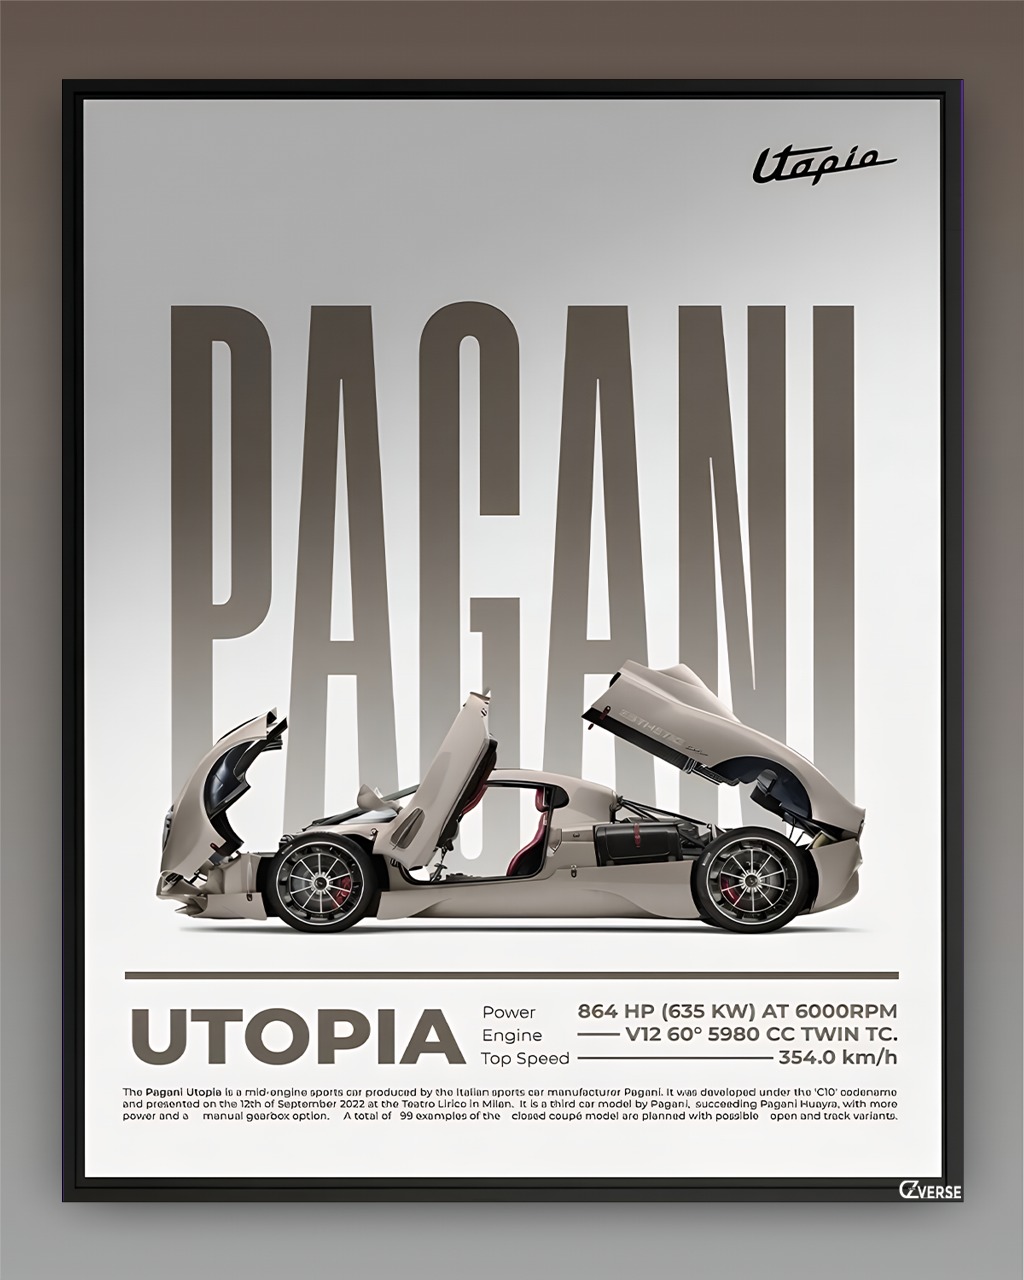 Utopia
PAGANI
ESTHETIC
UTOPIA
Power 864 HP (635 KW) AT 6000RPM
Engine V12 60° 5980 CC TWIN TC.
Top Speed 354.0 km/h
The Pagani Utopia is a mid-engine sports car produced by the Italian sports car manufacturer Pagani. It was developed under the 'C10' codename
and presented on the 12th of September 2022 at the Teatro Lirico in Milan. It is a third car model by Pagani, succeeding Pagani Huayra, with more
power and a manual gearbox option. A total of 99 examples of the closed coupé model are planned with possible open and track variants.
OZVERSE